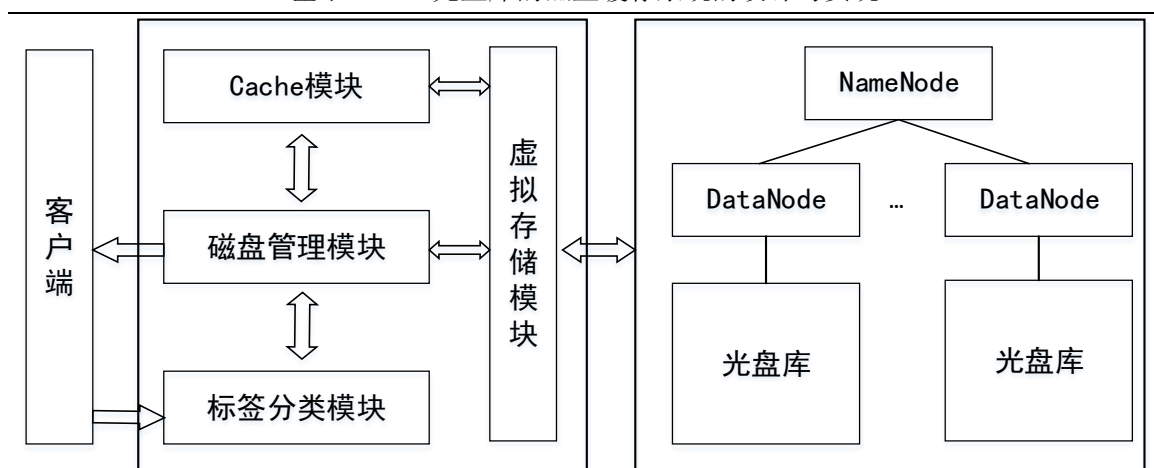 客户端
Cache模块
磁盘管理模块
标签分类模块
虚拟存储模块
NameNode
DataNode
…
DataNode
光盘库
光盘库